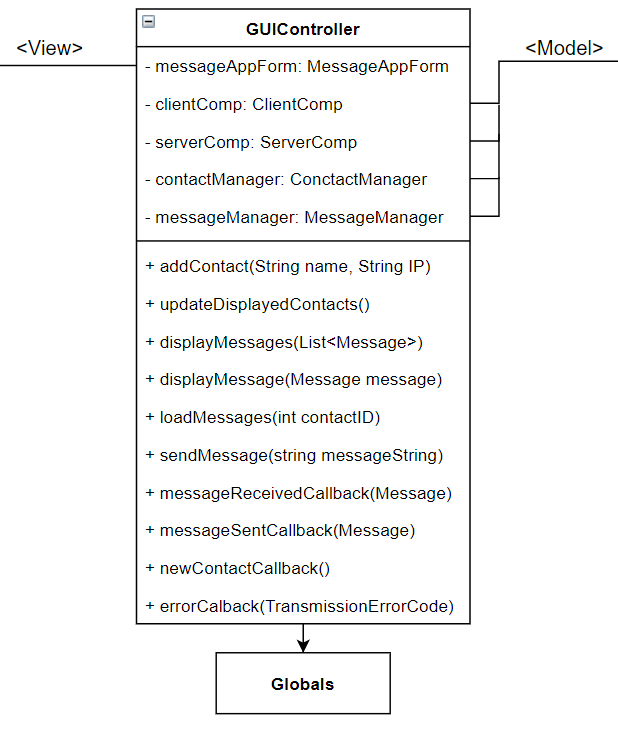 <View>
GUIController
<Model>
- messageAppForm: MessageAppForm
- clientComp: ClientComp
- serverComp: ServerComp
- contactManager: ConctactManager
- messageManager: MessageManager
+ addContact(String name, String IP)
+ updateDisplayedContacts()
+ displayMessages(List<Message>)
+ displayMessage(Message message)
+ loadMessages(int contactID)
+ sendMessage(string messageString)
+ messageReceivedCallback(Message)
+ messageSentCallback(Message)
+ newContactCallback()
+ errorCalback(TransmissionErrorCode)
Globals